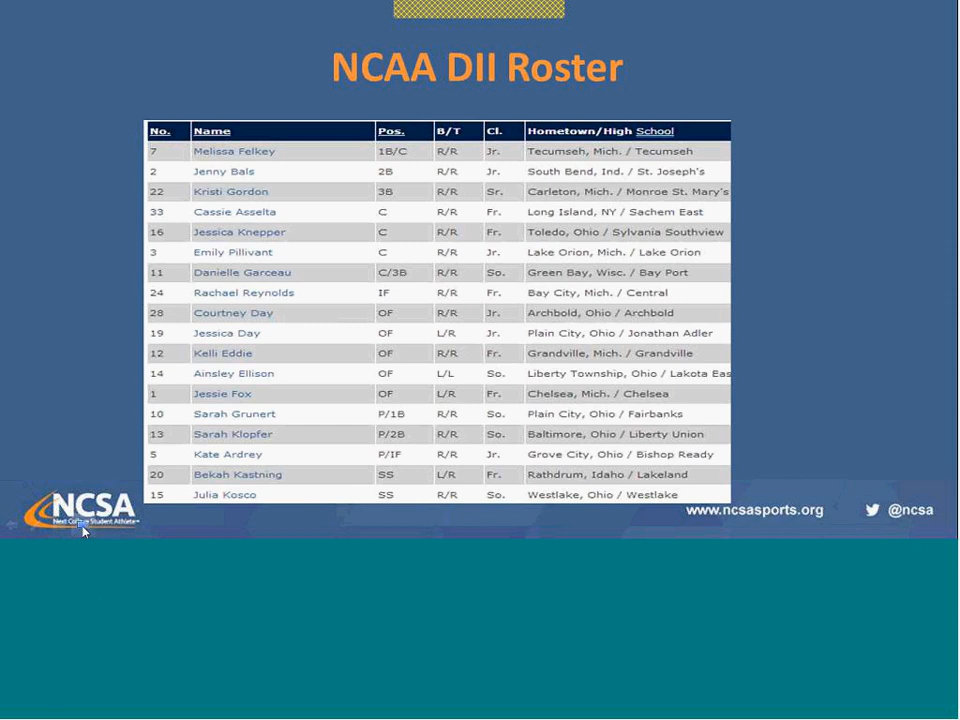 NCAA DII Roster
No. Name Pos. B/T Cl. Hometown/High School
7 Melissa Felkey 1B/C R/R Jr. Tecumseh, Mich. / Tecumseh
2 Jenny Bals 2B R/R Jr. South Bend, Ind. / St. Joseph's
22 Kristi Gordon 3B R/R Sr. Carleton, Mich. / Monroe St. Mary's
33 Cassie Asselta C R/R Fr. Long Island, NY / Sachem East
16 Jessica Knepper C R/R Fr. Toledo, Ohio / Sylvania Southview
3 Emily Pillivant C R/R Jr. Lake Orion, Mich. / Lake Orion
11 Danielle Garceau C/3B R/R So. Green Bay, Wisc. / Bay Port
24 Rachael Reynolds IF R/R Fr. Bay City, Mich. / Central
28 Courtney Day OF R/R Jr. Archbold, Ohio / Archbold
19 Jessica Day OF L/R Jr. Plain City, Ohio / Jonathan Adler
12 Kelli Eddie OF R/R Fr. Grandville, Mich. / Grandville
14 Ainsley Ellison OF L/L So. Liberty Township, Ohio / Lakota Eas
1 Jessie Fox OF L/R Fr. Chelsea, Mich. / Chelsea
10 Sarah Grunert P/1B R/R So. Plain City, Ohio / Fairbanks
13 Sarah Klopfer P/2B R/R So. Baltimore, Ohio / Liberty Union
5 Kate Ardrey P/IF R/R Jr. Grove City, Ohio / Bishop Ready
20 Bekah Kastning SS L/R Fr. Rathdrum, Idaho / Lakeland
15 Julia Kosco SS R/R So. Westlake, Ohio / Westlake
NCSA
Next College Student Athlete
www.ncsasports.org @ncsa